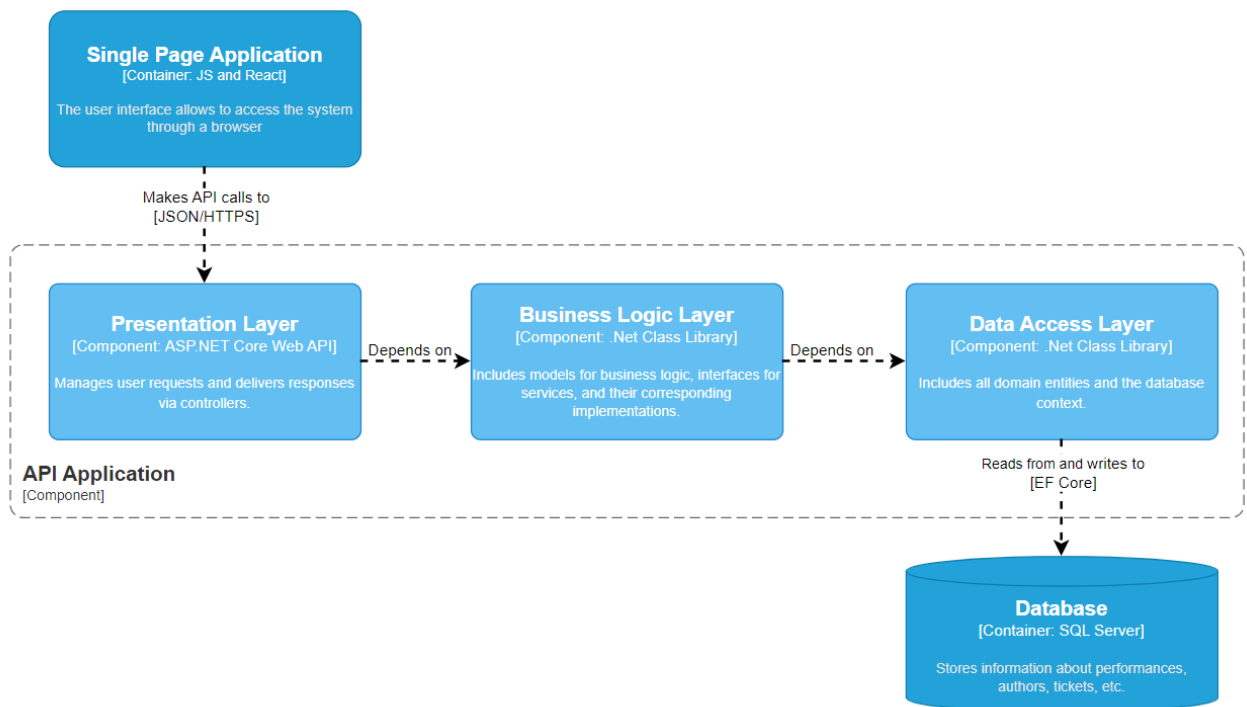 Single Page Application
[Container: JS and React]
The user interface allows to access the system
through a browser
Makes API calls to
[JSON/HTTPS]
Presentation Layer
[Component: ASP.NET Core Web API]
Manages user requests and delivers responses
via controllers.
Depends on
Business Logic Layer
[Component: .Net Class Library]
Includes models for business logic, interfaces for
services, and their corresponding
implementations.
Depends on
Data Access Layer
[Component: .Net Class Library]
Includes all domain entities and the database
context.
API Application
[Component]
Reads from and writes to
[EF Core]
Database
[Container: SQL Server]
Stores information about performances,
authors, tickets, etc.